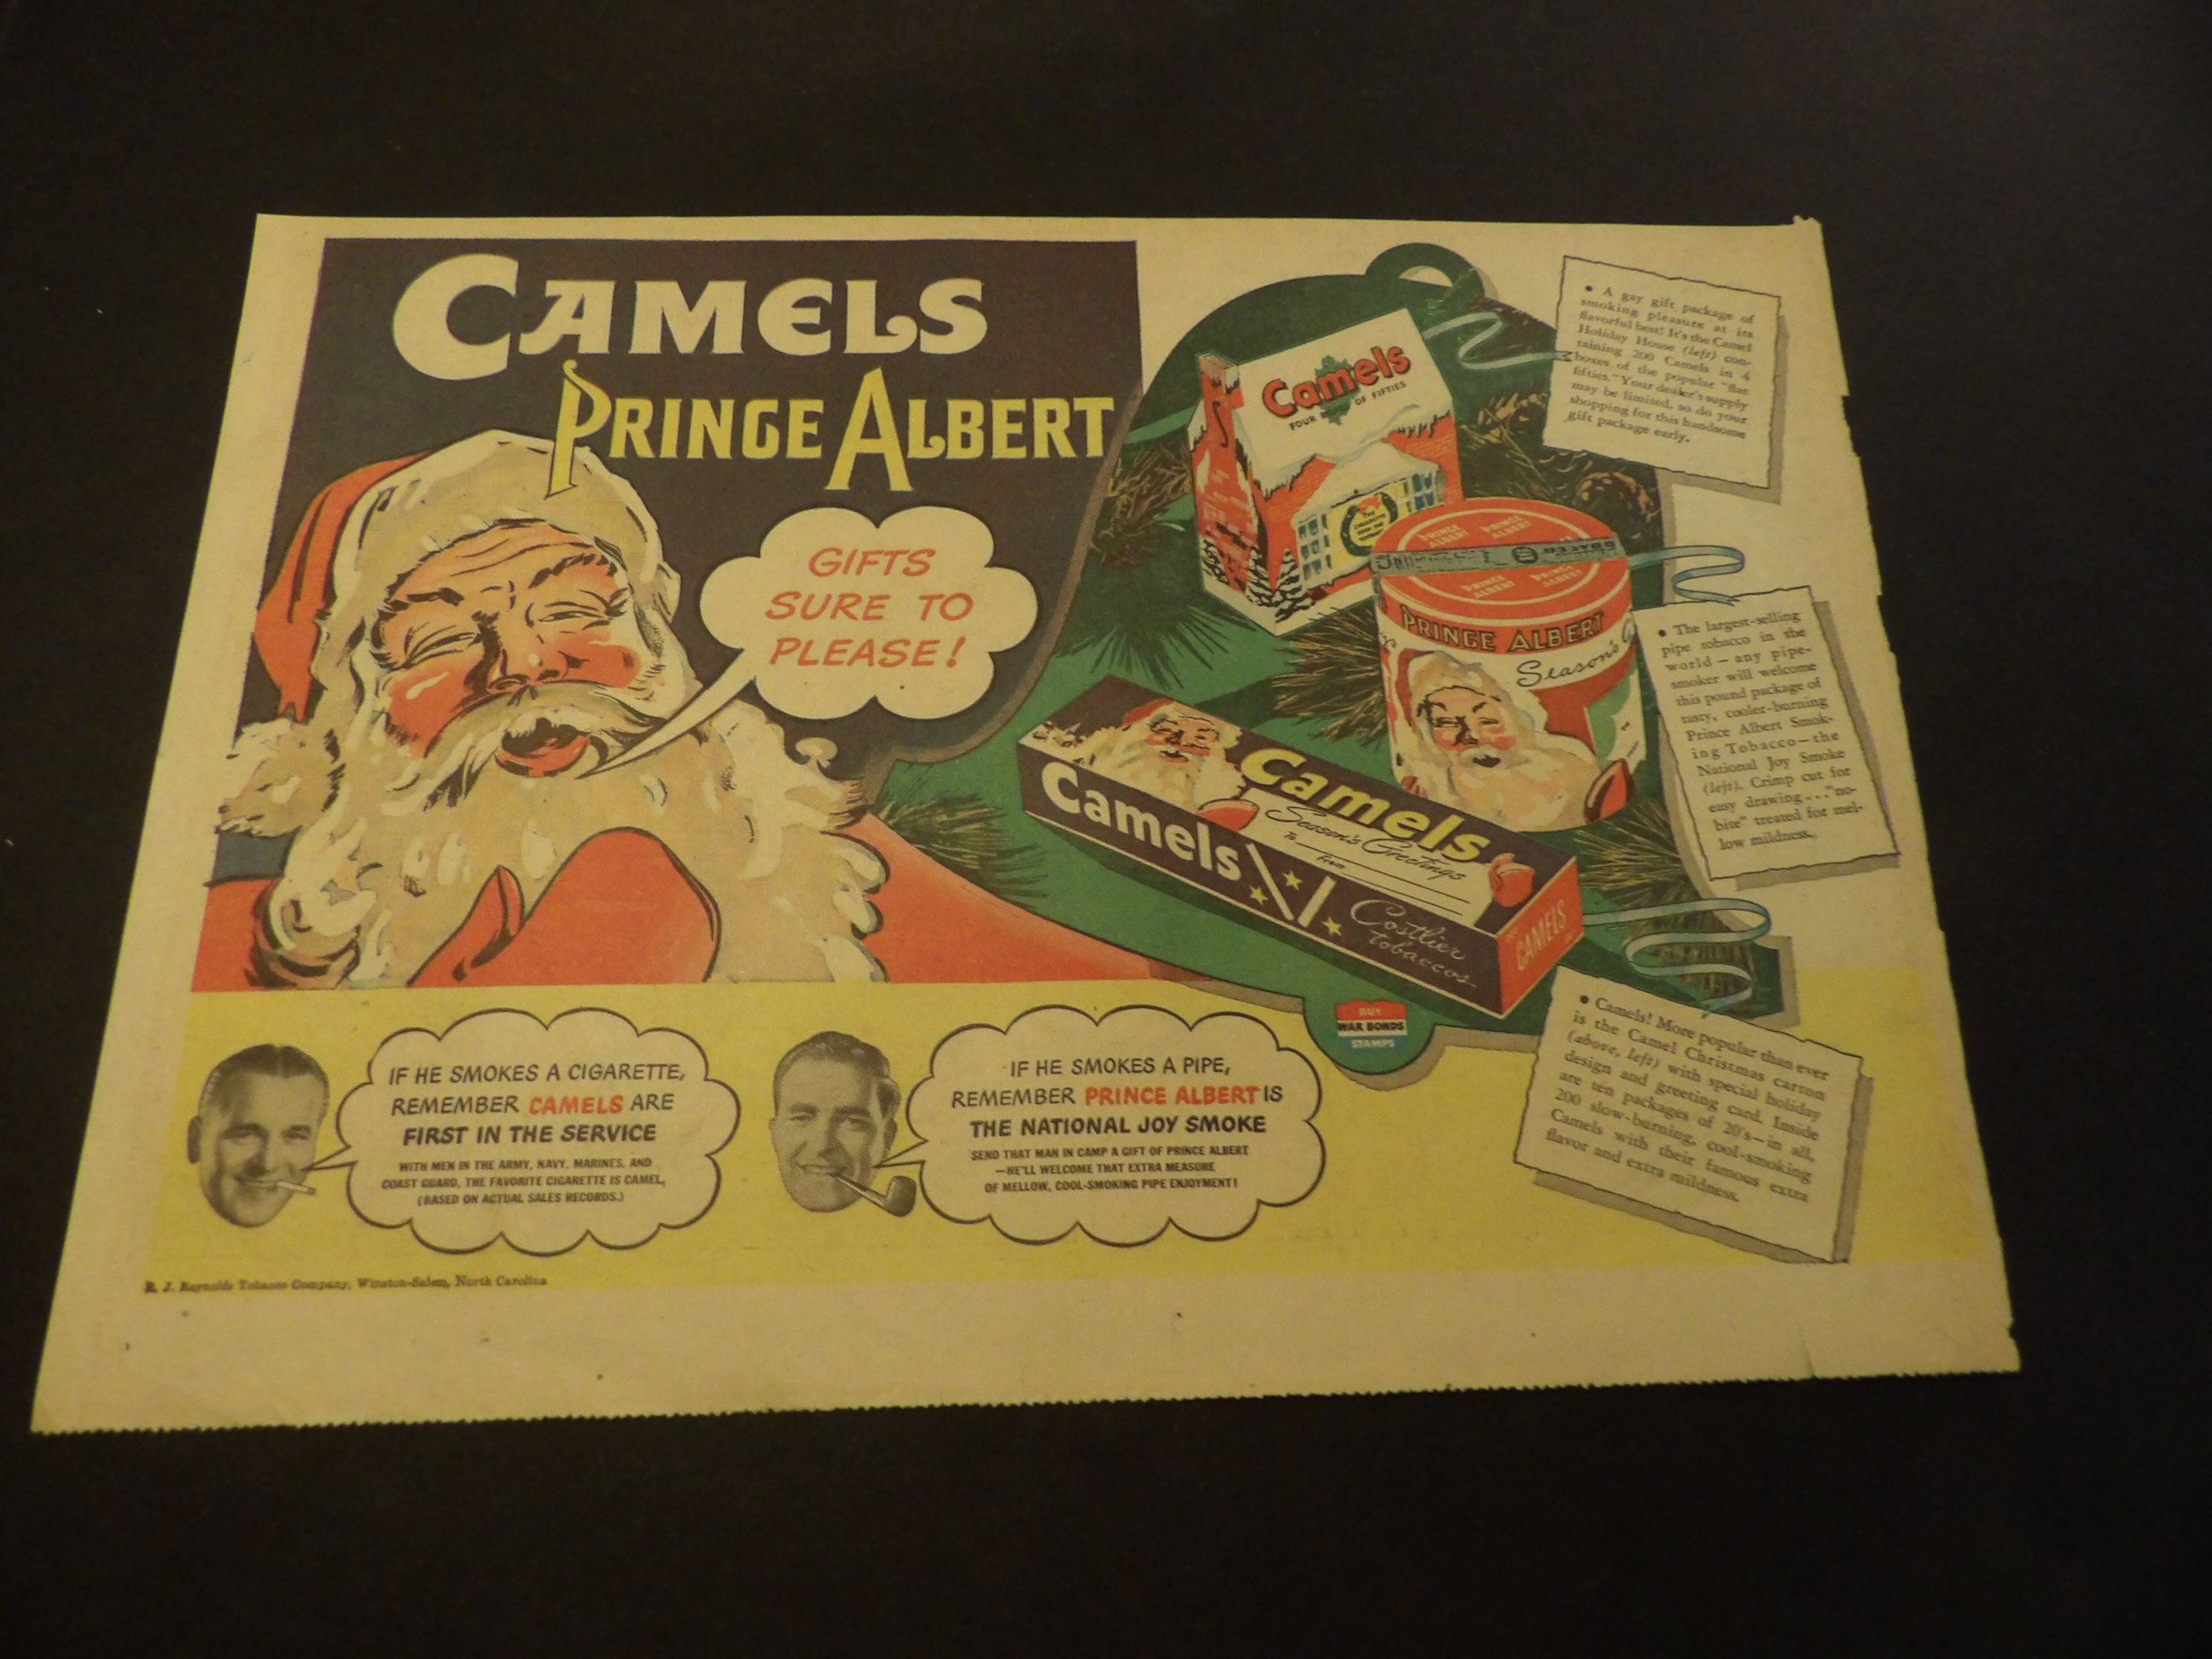 CAMELS
PRINCE ALBERT
GIFTS
SURE TO
PLEASE!
Camels
FOUR BOXES OF FIFTIES
PRINCE ALBERT
PRINCE ALBERT
PRINCE ALBERT
PRINCE ALBERT
PRINCE ALBERT
Season's
Camels
Season's Greetings
To
From
Camels
Costlier
tobaccos
CAMELS
BUY
WAR BONDS
STAMPS
• A gay gift package of
smoking pleasure at its
flavorful best! It's the Camel
Holiday House (left) con-
taining 200 Camels in 4
boxes of the popular "flat
fifties." Your dealer's supply
may be limited, so do your
shopping for this handsome
gift package early.
• The largest-selling
pipe tobacco in the
world — any pipe-
smoker will welcome
this pound package of
tasty, cooler-burning
Prince Albert Smok-
ing Tobacco — the
National Joy Smoke
(left). Crimp cut for
easy drawing . . . "no-
bite" treated for mel-
low mildness.
• Camels! More popular than ever
is the Camel Christmas carton
(above, left) with special holiday
design and greeting card. Inside
are ten packages of 20's—in all,
200 slow-burning, cool-smoking
Camels with their famous extra
flavor and extra mildness.
IF HE SMOKES A CIGARETTE,
REMEMBER CAMELS ARE
FIRST IN THE SERVICE
WITH MEN IN THE ARMY, NAVY, MARINES, AND
COAST GUARD, THE FAVORITE CIGARETTE IS CAMEL.
(BASED ON ACTUAL SALES RECORDS.)
IF HE SMOKES A PIPE,
REMEMBER PRINCE ALBERT IS
THE NATIONAL JOY SMOKE
SEND THAT MAN IN CAMP A GIFT OF PRINCE ALBERT
—HE'LL WELCOME THAT EXTRA MEASURE
OF MELLOW, COOL-SMOKING PIPE ENJOYMENT!
R. J. Reynolds Tobacco Company, Winston-Salem, North Carolina